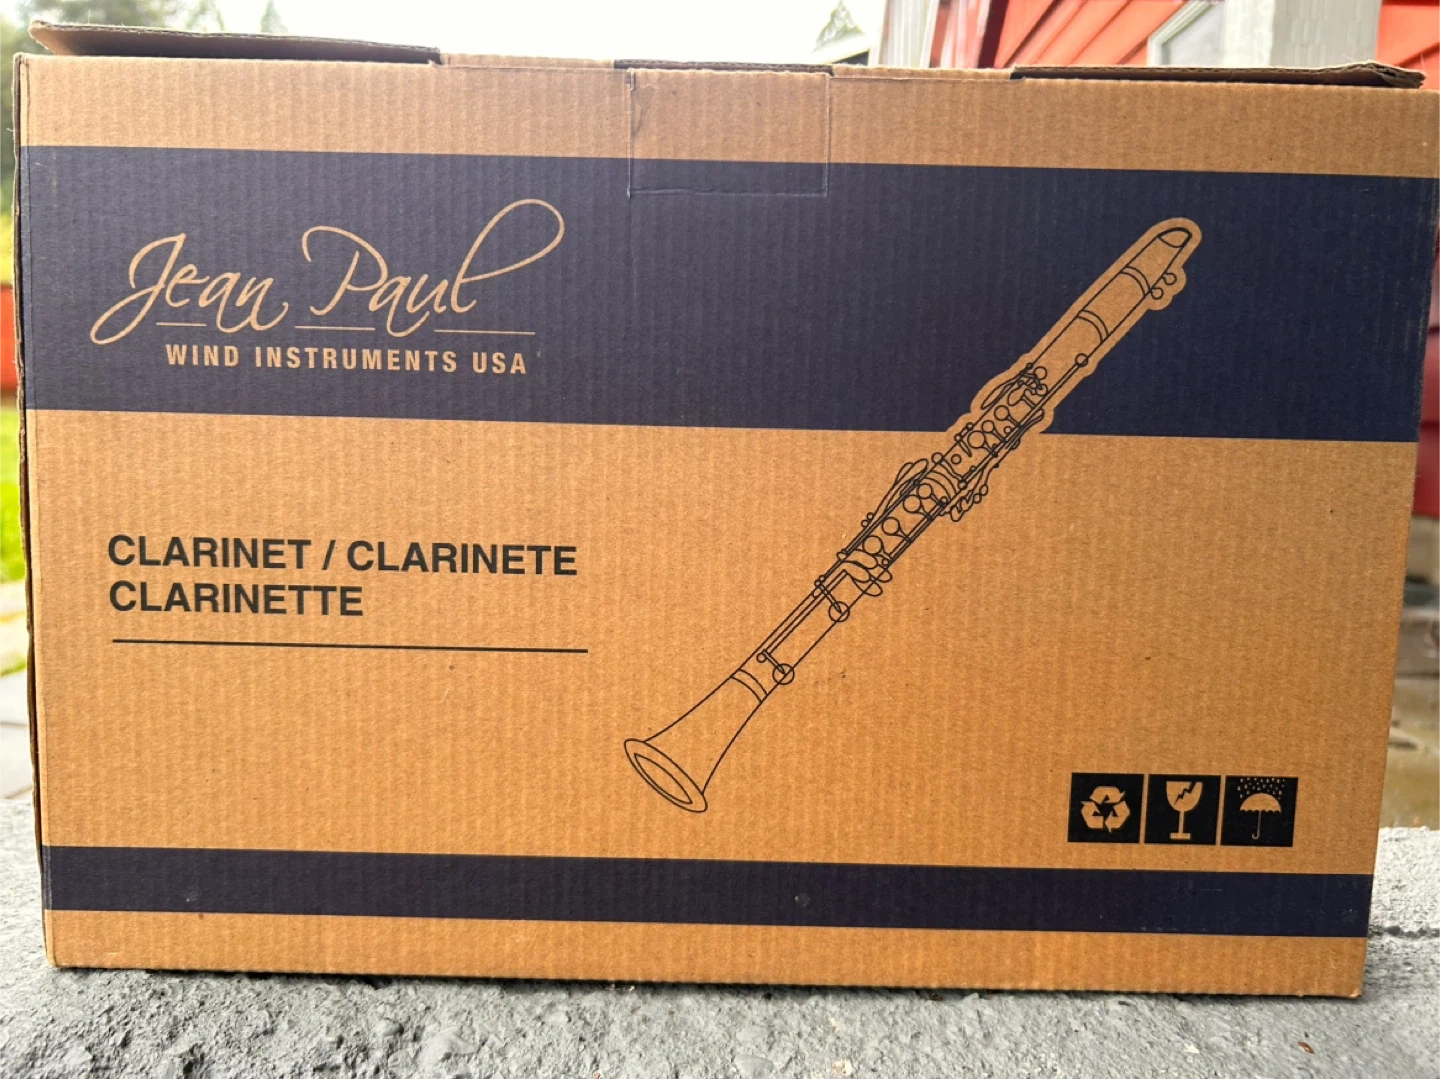 Jean Paul
WIND INSTRUMENTS USA
CLARINET / CLARINETE
CLARINETTE